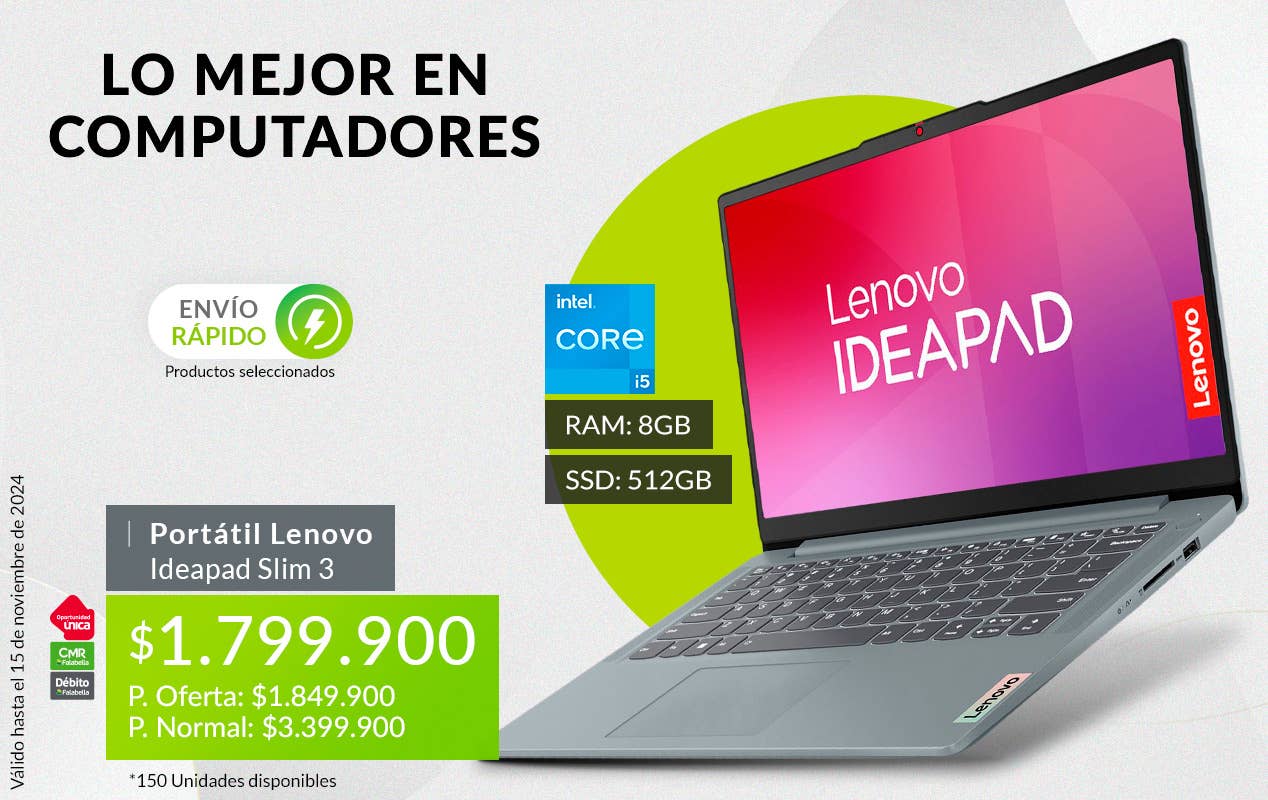 LO MEJOR EN
COMPUTADORES
ENVÍO
RÁPIDO
Productos seleccionados
intel.
CORE
i5
RAM: 8GB
SSD: 512GB
Lenovo
IDEAPAD
Lenovo
Lenovo
Portátil Lenovo
Ideapad Slim 3
Oportunidad
única
CMR
Falabella
Débito
Falabella
$1.799.900
P. Oferta: $1.849.900
P. Normal: $3.399.900
*150 Unidades disponibles
Válido hasta el 15 de noviembre de 2024